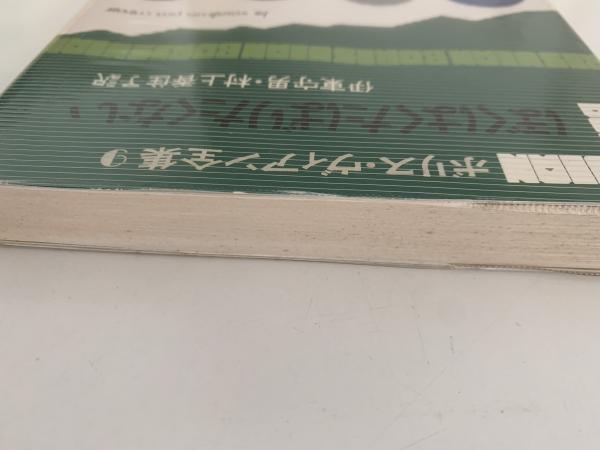 ボリス・ヴィアン全集 9
ぼくはくたばりたくない
伊東守男・村上香住子訳
je voudrais pas crever